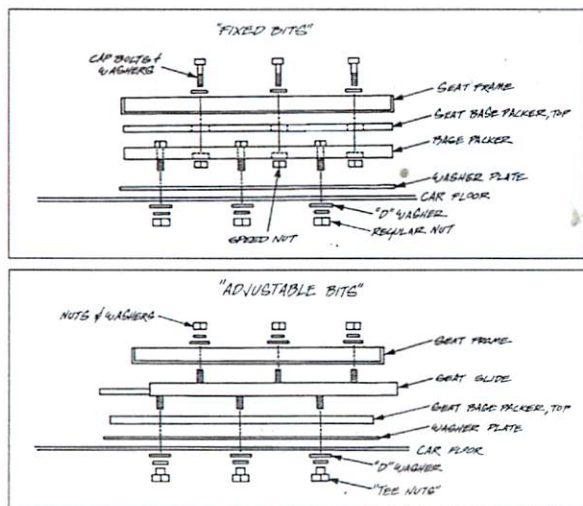 "FIXED BITS"
CAP BOLTS &
WASHERS
SEAT FRAME
SEAT BASE PACKER, TOP
BASE PACKER
WASHER PLATE
CAR FLOOR
"D" WASHER
SPEED NUT
REGULAR NUT
"ADJUSTABLE BITS"
NUTS & WASHERS
SEAT FRAME
SEAT SLIDE
SEAT BASE PACKER, TOP
WASHER PLATE
CAR FLOOR
"D" WASHER
"TEE NUTS"